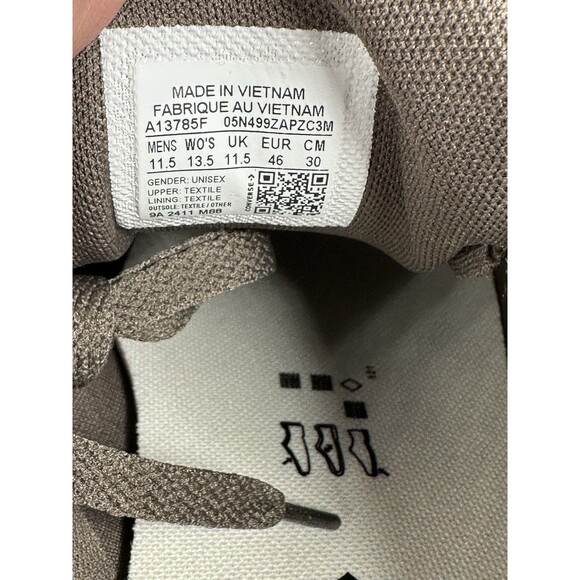 MADE IN VIETNAM
FABRIQUE AU VIETNAM
A13785F 05N499ZAPZC3M
MENS WO'S UK EUR CM
11.5 13.5 11.5 46 30
GENDER: UNISEX
UPPER: TEXTILE
LINING: TEXTILE
OUTSOLE: TEXTILE / OTHER
9A 2411 M88
CONVERSE